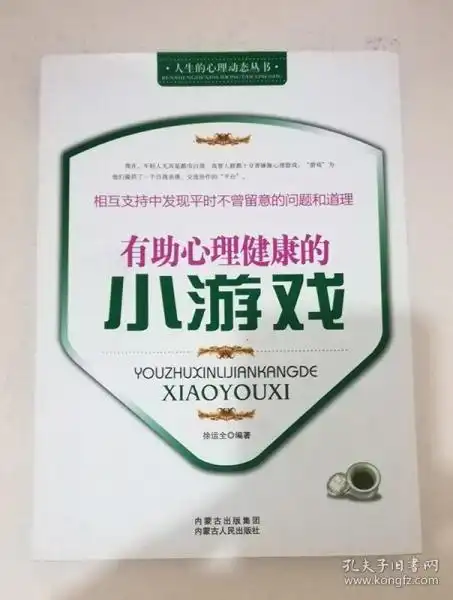 ·人生的心理动态丛书·
RENSHENGDEXINLIDONGTAICONGSHU
相互支持中发现平时不曾留意的问题和道理
有助心理健康的
小游戏
YOUZHUXINLIJIANKANGDE
XIAOYOUXI
徐运全◎编著
内蒙古出版集团
内蒙古人民出版社
孔夫子旧书网
www.kongfz.com